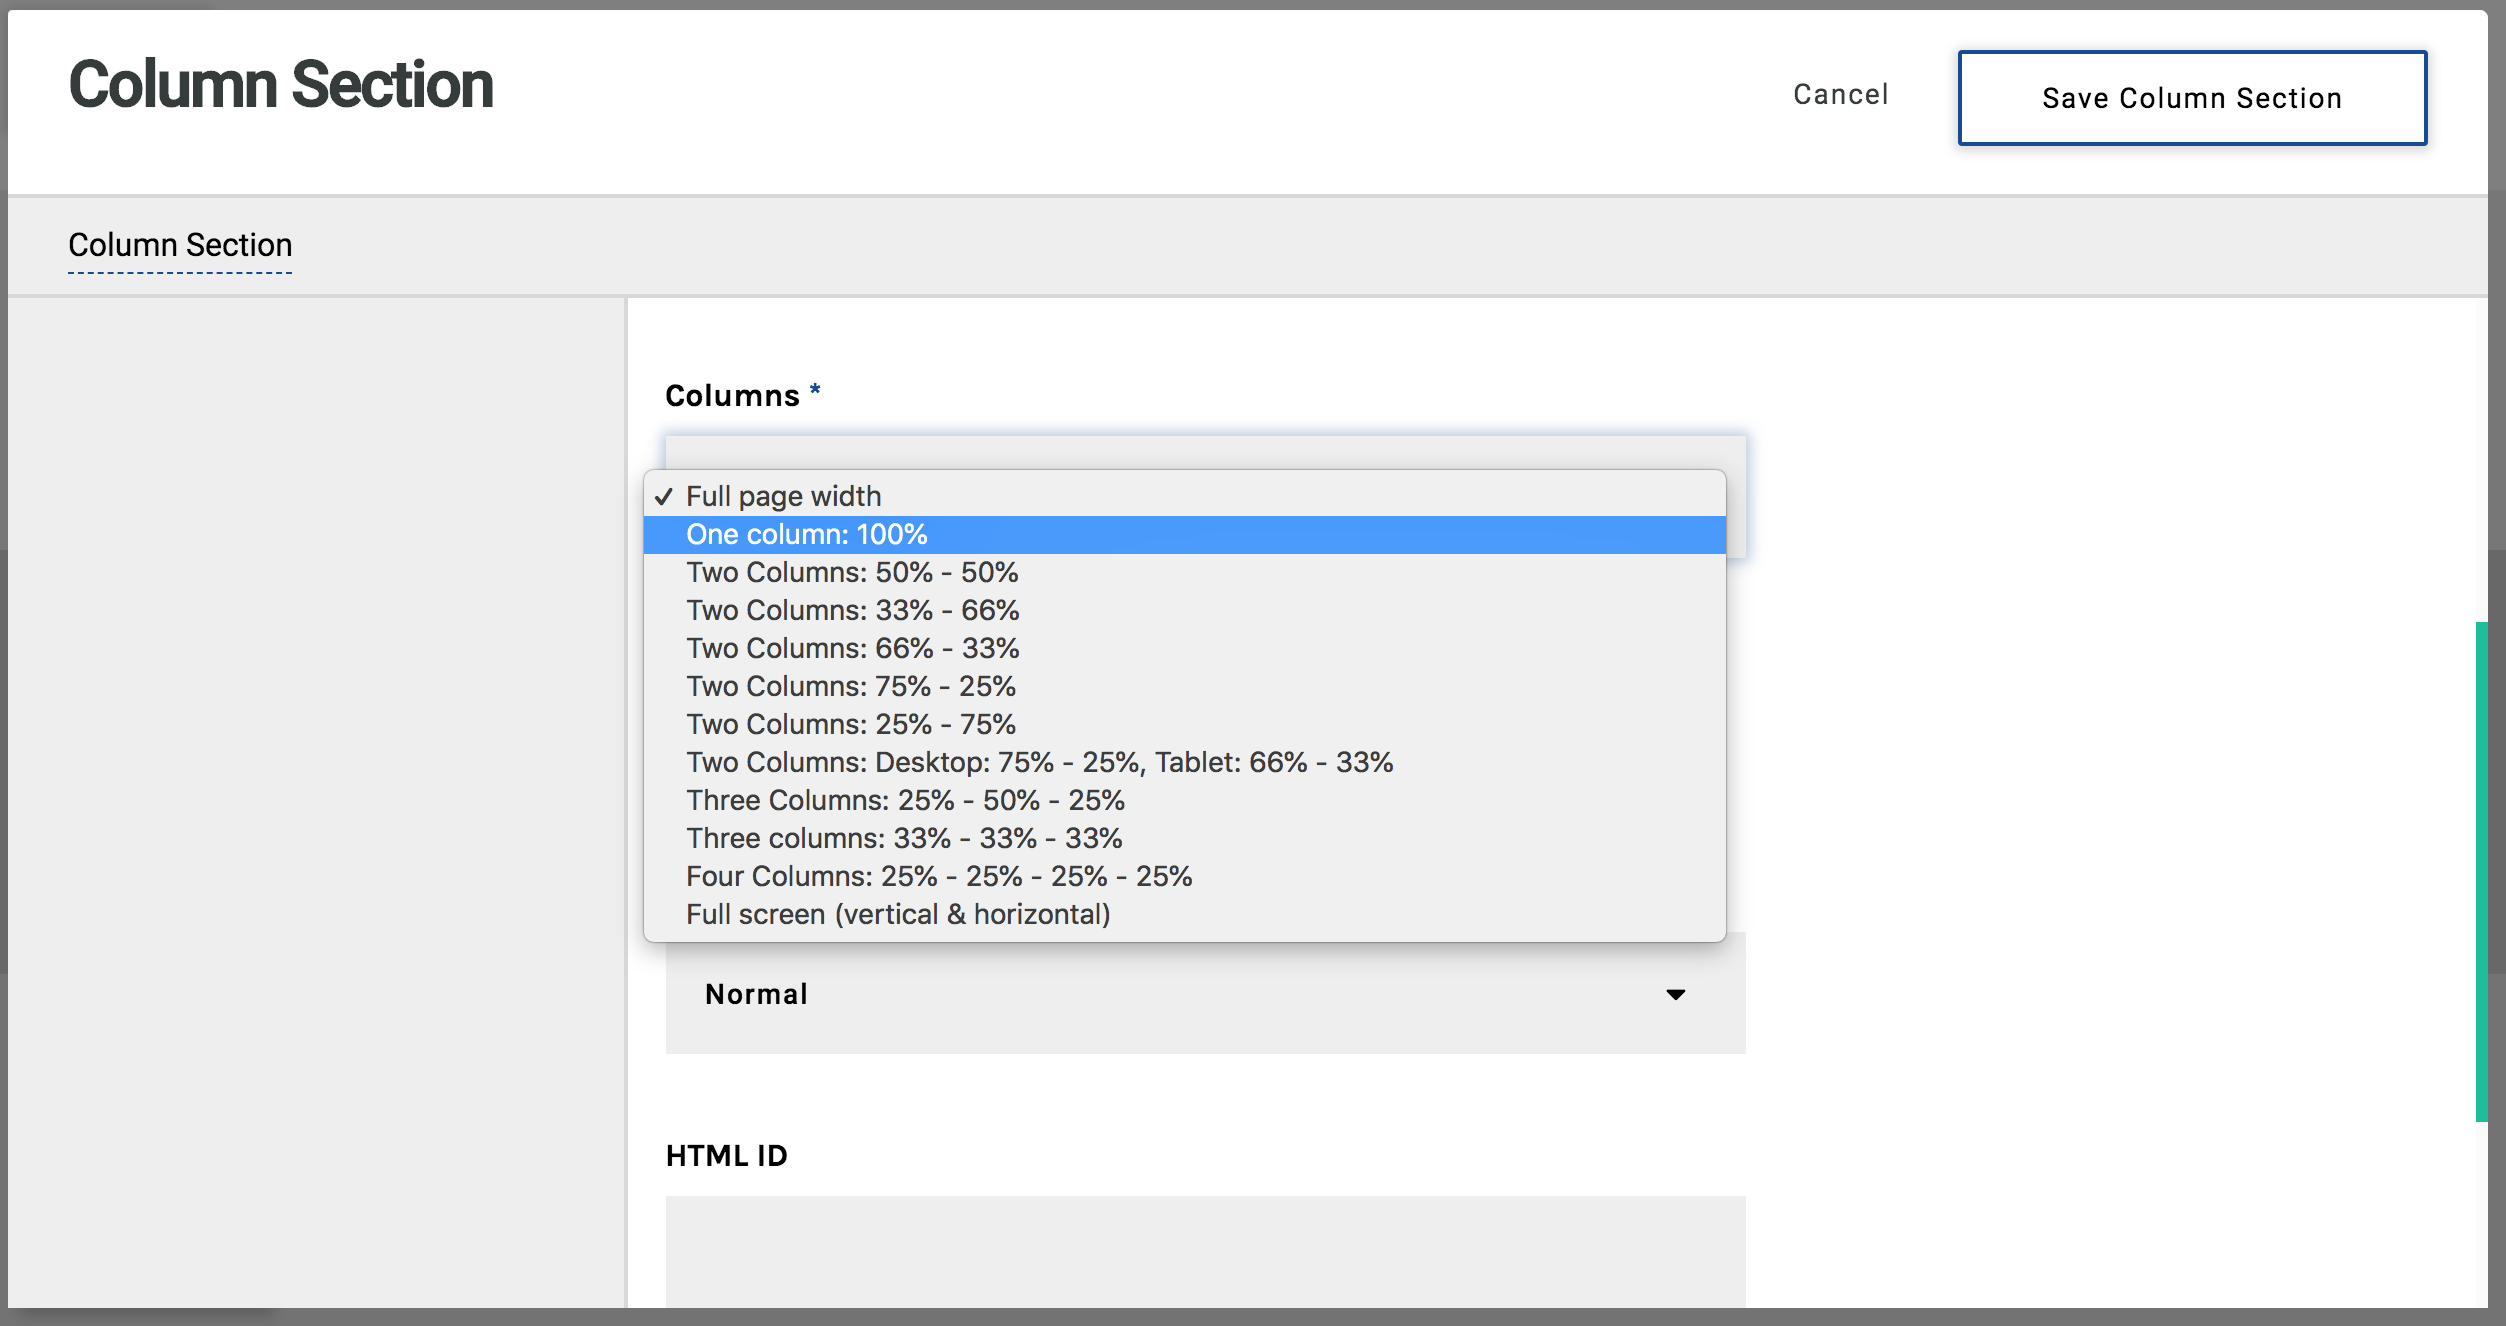 Column Section
Cancel
Save Column Section
Column Section
Columns *
✓ Full page width
One column: 100%
Two Columns: 50% - 50%
Two Columns: 33% - 66%
Two Columns: 66% - 33%
Two Columns: 75% - 25%
Two Columns: 25% - 75%
Two Columns: Desktop: 75% - 25%, Tablet: 66% - 33%
Three Columns: 25% - 50% - 25%
Three columns: 33% - 33% - 33%
Four Columns: 25% - 25% - 25% - 25%
Full screen (vertical & horizontal)
Normal
HTML ID